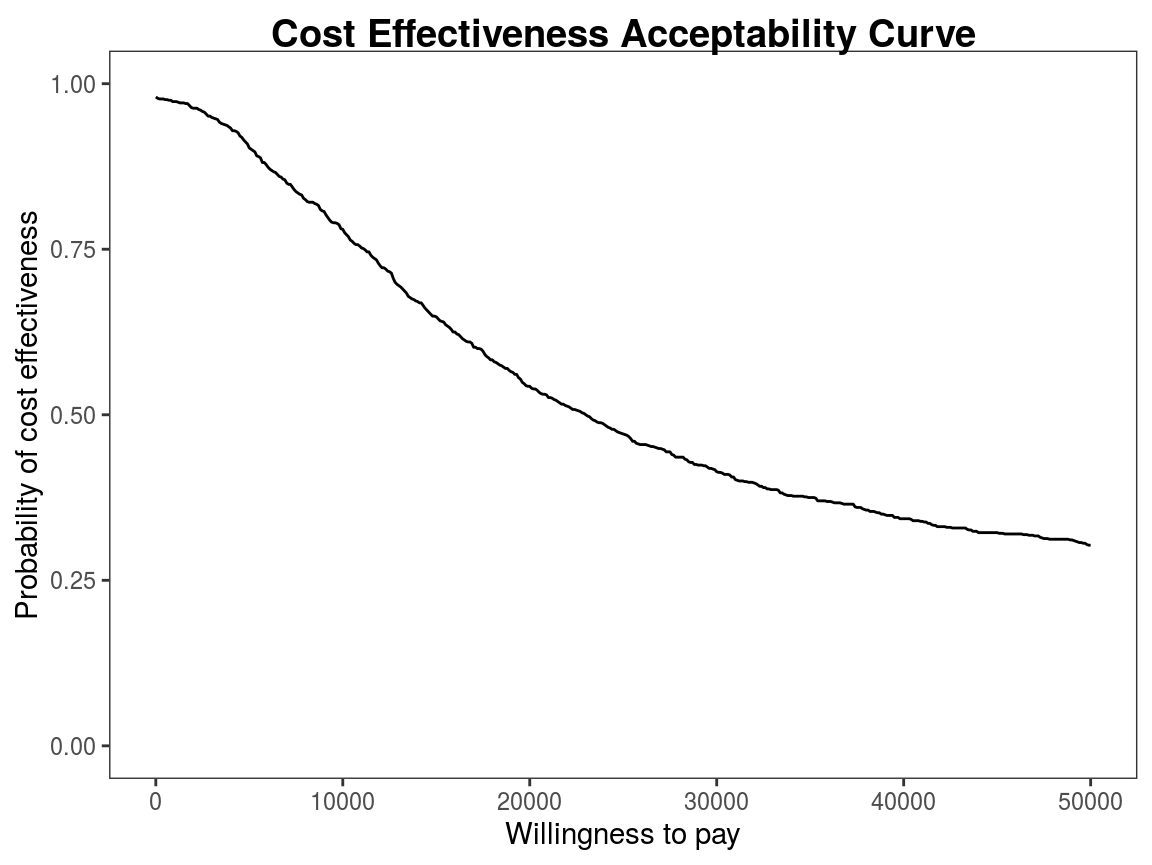 Cost Effectiveness Acceptability Curve
1.00
0.75
0.50
0.25
0.00
Probability of cost effectiveness
0 10000 20000 30000 40000 50000
Willingness to pay